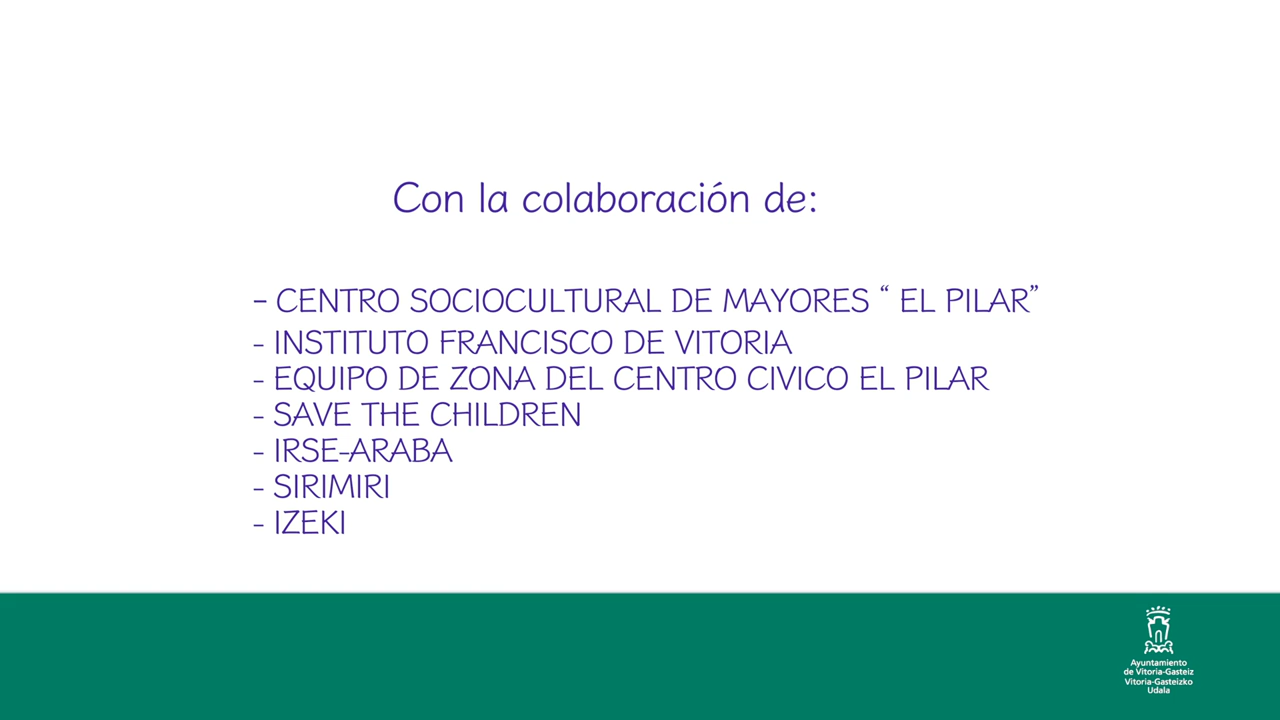 Con la colaboración de:
- CENTRO SOCIOCULTURAL DE MAYORES “ EL PILAR”
- INSTITUTO FRANCISCO DE VITORIA
- EQUIPO DE ZONA DEL CENTRO CIVICO EL PILAR
- SAVE THE CHILDREN
- IRSE-ARABA
- SIRIMIRI
- IZEKI
Ayuntamiento
de Vitoria-Gasteiz
Vitoria-Gasteizko
Udala